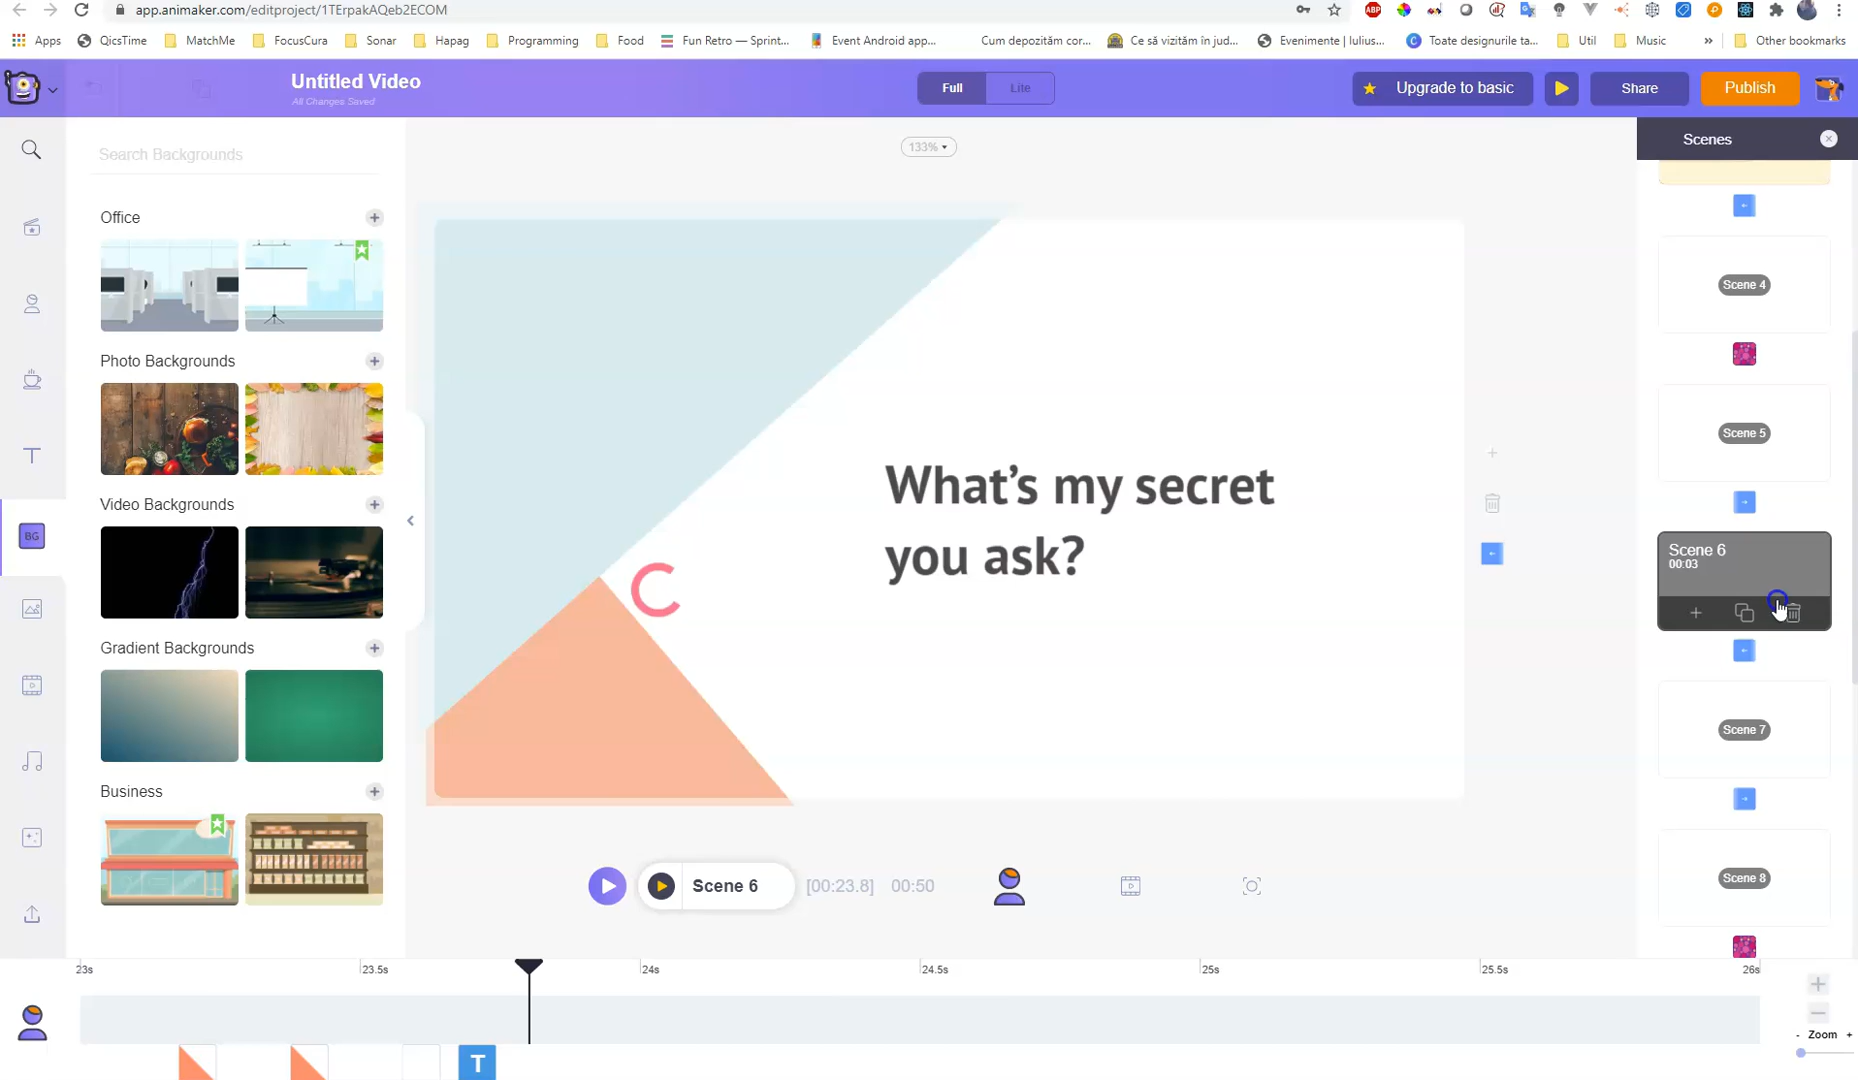 app.animaker.com/editproject/1TErpakAQeb2ECOM
Apps
QicsTime
MatchMe
FocusCura
Sonar
Hapag
Programming
Food
Fun Retro — Sprint...
Event Android app...
Cum depozităm cor...
Ce să vizităm în jud...
Evenimente | Iulius...
Toate designurile ta...
Util
Music
»
Other bookmarks
ABP
Untitled Video
All Changes Saved
Full
Lite
Upgrade to basic
Share
Publish
Search Backgrounds
133%
Scenes
Office
Photo Backgrounds
Video Backgrounds
Gradient Backgrounds
Business
T
BG
What's my secret
you ask?
Scene 4
Scene 5
Scene 6
00:03
Scene 7
Scene 8
Scene 6
[00:23.8]
00:50
23s
23.5s
24s
24.5s
25s
25.5s
26s
- Zoom +
T